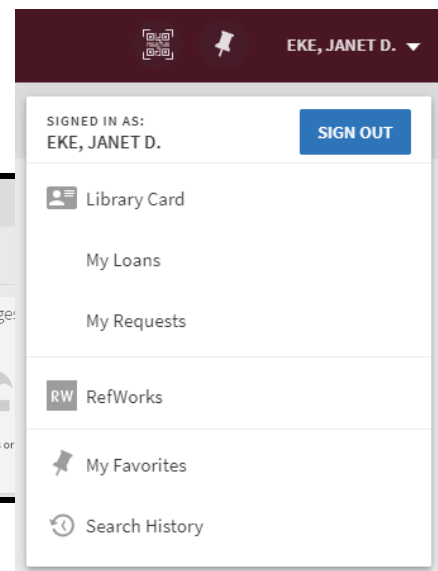 EKE, JANET D.
SIGNED IN AS:
EKE, JANET D.
SIGN OUT
Library Card
My Loans
My Requests
RW RefWorks
My Favorites
Search History
or